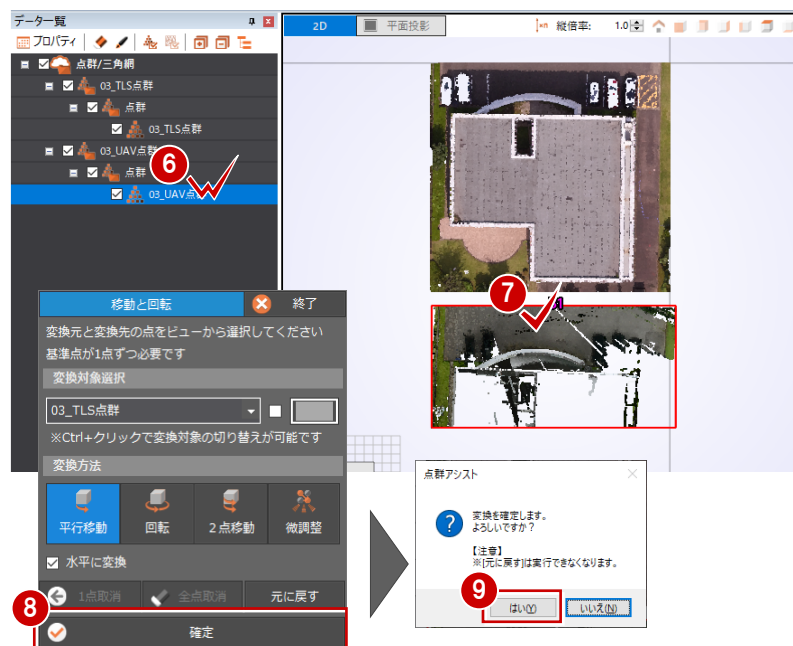 データ一覧
プロパティ
点群/三角網
03_TLS点群
点群
03_TLS点群
03_UAV点群
点群
03_UAV点群
6
2D 平面投影 縦倍率: 1.0
7
移動と回転 終了
変換元と変換先の点をビューから選択してください
基準点が1点ずつ必要です
変換対象選択
03_TLS点群
※Ctrl+クリックで変換対象の切り替えが可能です
変換方法
平行移動 回転 2点移動 微調整
水平に変換
1点取消 全点取消 元に戻す
8
確定
点群アシスト
変換を確定します。
よろしいですか?
【注意】
※[元に戻す]は実行できなくなります。
9
はい(Y) いいえ(N)